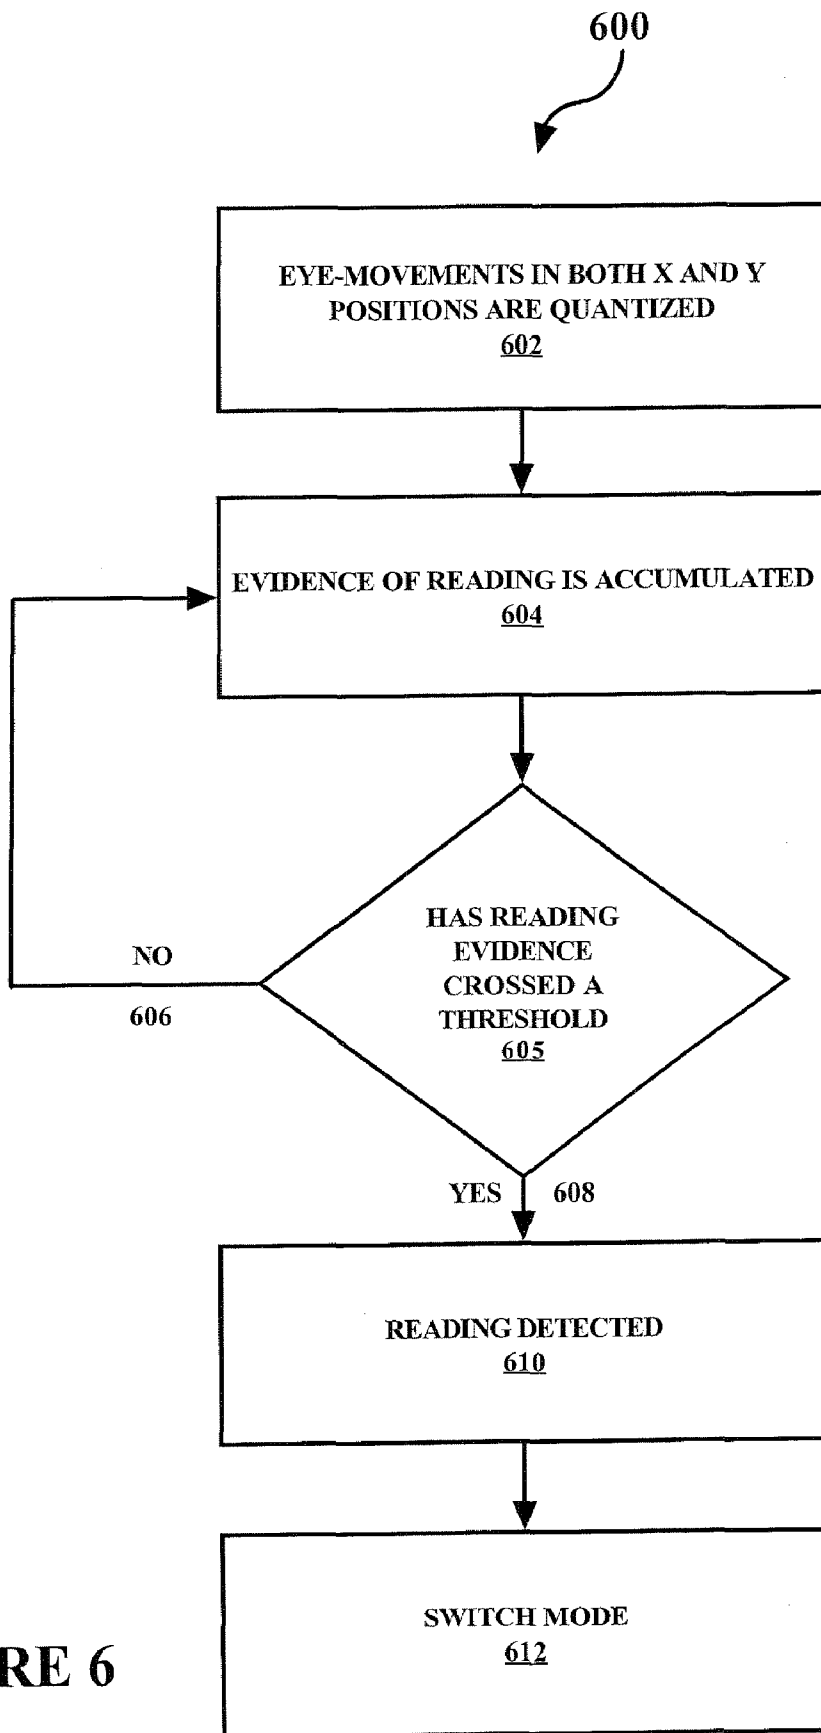 600
EYE-MOVEMENTS IN BOTH X AND Y
POSITIONS ARE QUANTIZED
602
EVIDENCE OF READING IS ACCUMULATED
604
HAS READING
EVIDENCE
CROSSED A
THRESHOLD
605
NO
606
YES 608
READING DETECTED
610
SWITCH MODE
612
RE 6